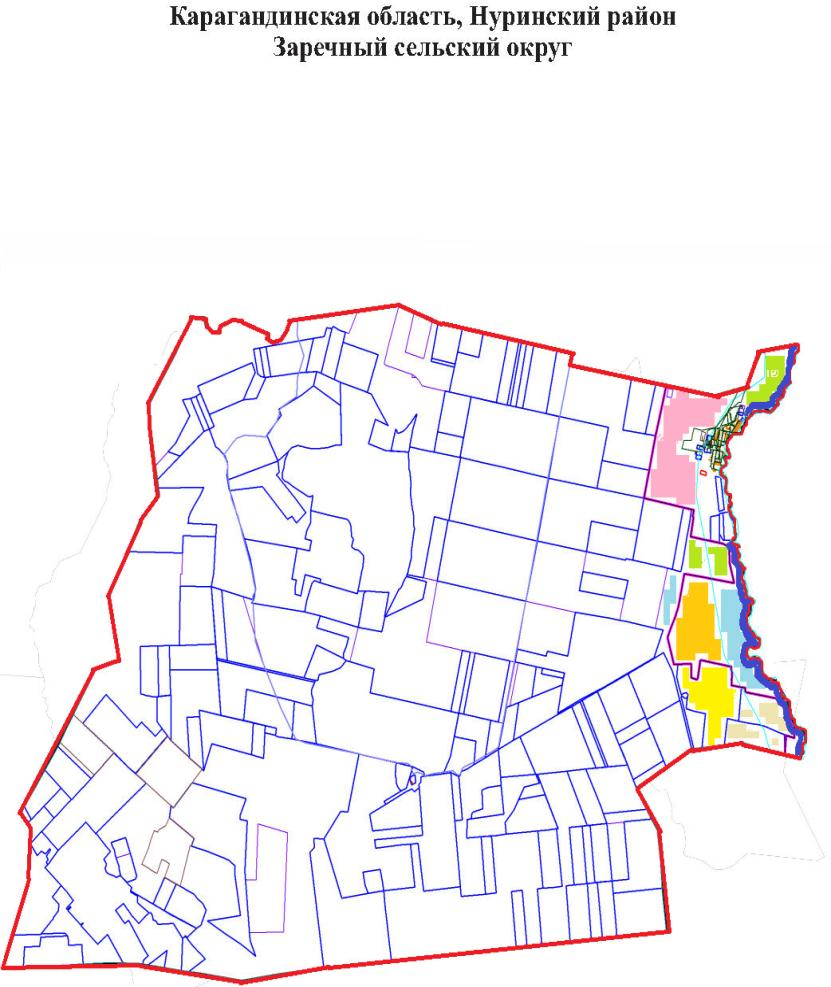 Карагандинская область, Нуринский район
Заречный сельский округ